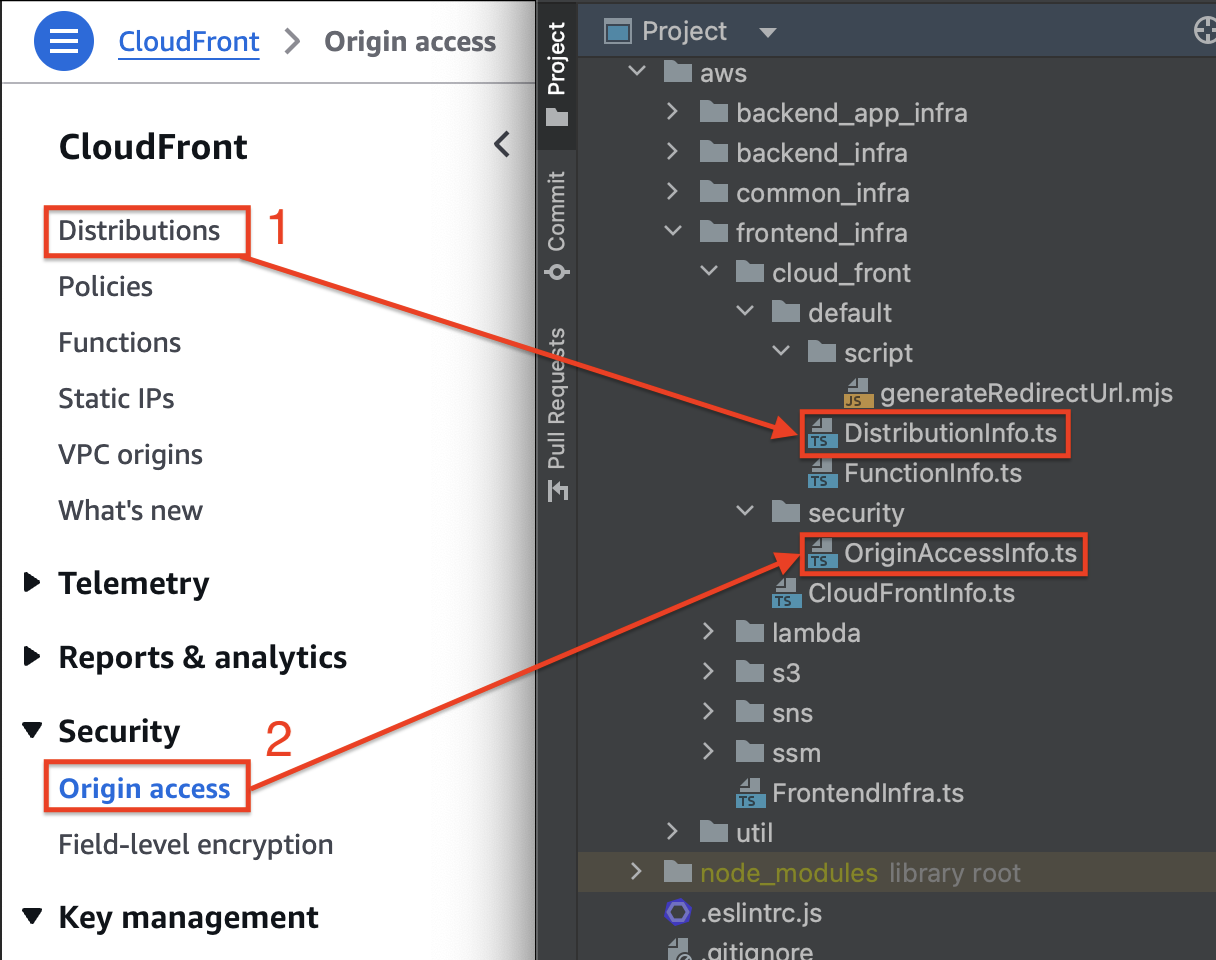 CloudFront > Origin access
CloudFront
Distributions
1
Policies
Functions
Static IPs
VPC origins
What's new
Telemetry
Reports & analytics
Security
2
Origin access
Field-level encryption
Key management
Project
Commit
Pull Requests
Project
aws
backend_app_infra
backend_infra
common_infra
frontend_infra
cloud_front
default
script
JS generateRedirectUrl.mjs
TS DistributionInfo.ts
TS FunctionInfo.ts
security
TS OriginAccessInfo.ts
TS CloudFrontInfo.ts
lambda
s3
sns
ssm
TS FrontendInfra.ts
util
node_modules library root
.eslintrc.js
.gitignore